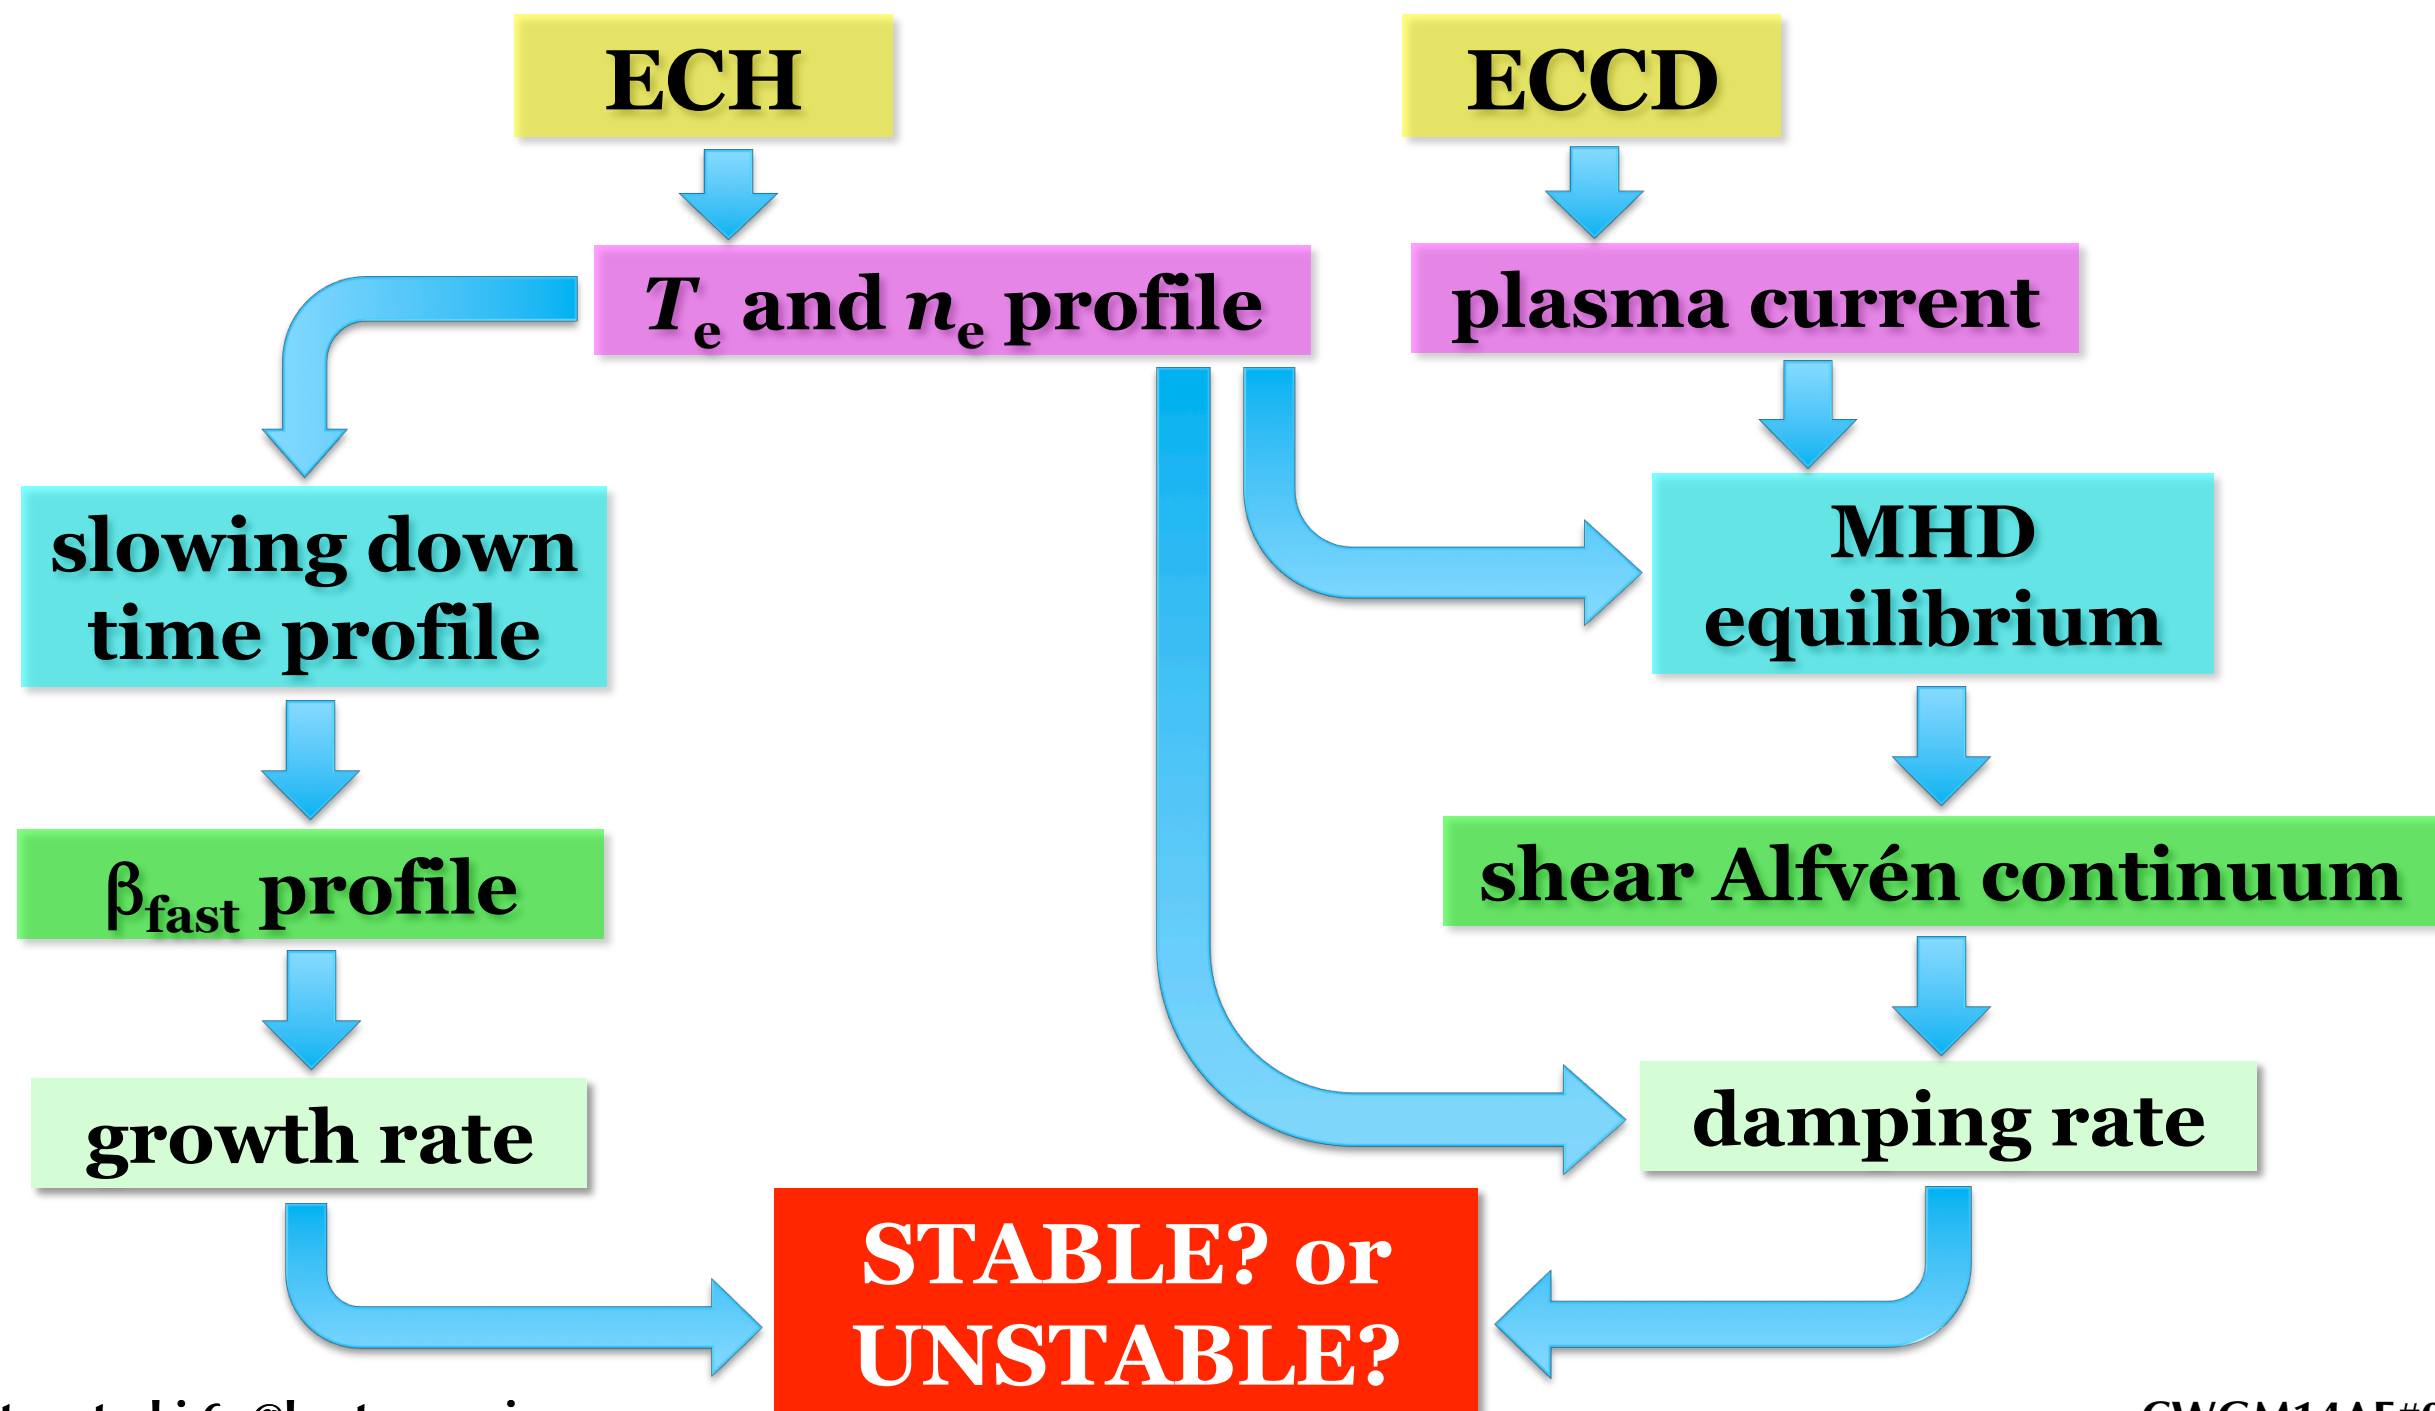 ECH
ECCD
Te and ne profile
plasma current
slowing down
time profile
MHD
equilibrium
βfast profile
shear Alfvén continuum
growth rate
damping rate
STABLE? or
UNSTABLE?